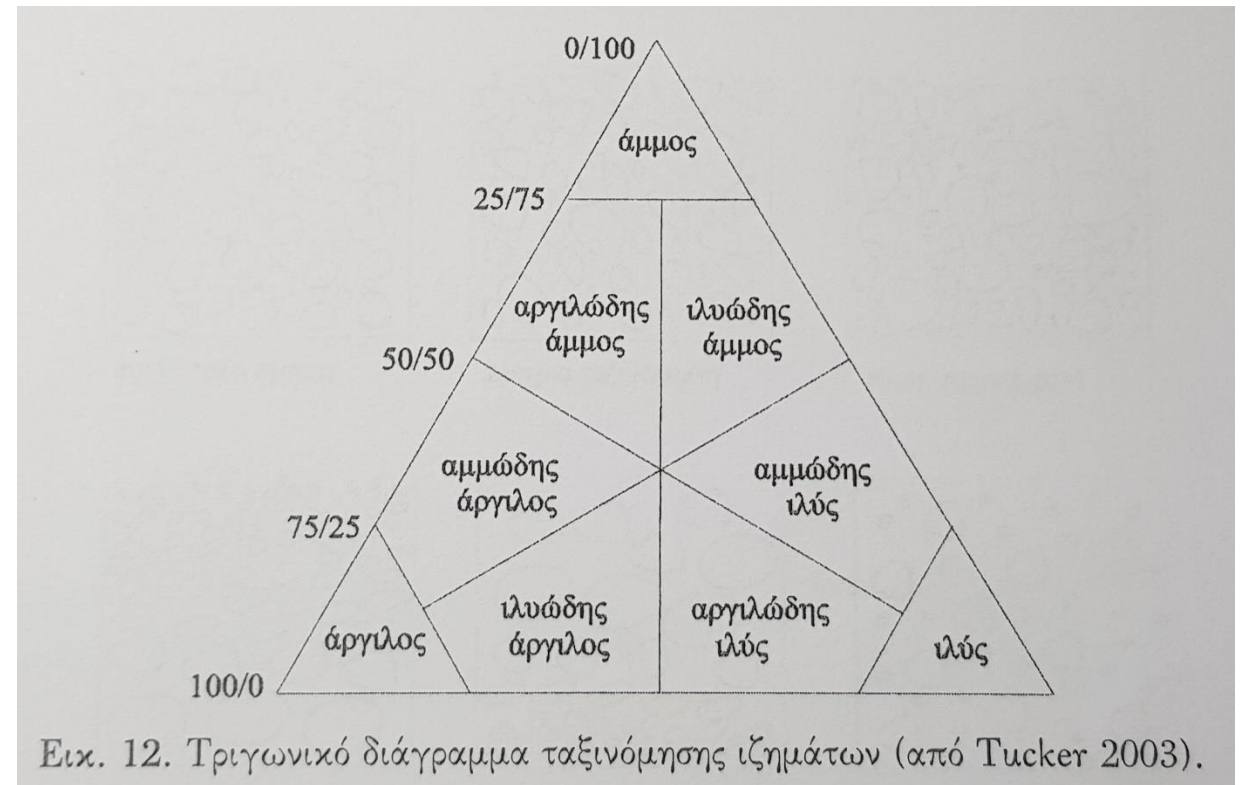 0/100
άμμος
25/75
αργιλώδης
άμμος
ιλυώδης
άμμος
50/50
αμμώδης
άργιλος
αμμώδης
ιλύς
75/25
ιλυώδης
άργιλος
αργιλώδης
ιλύς
άργιλος
ιλύς
100/0
Εικ. 12. Τριγωνικό διάγραμμα ταξινόμησης ιζημάτων (από Tucker 2003).